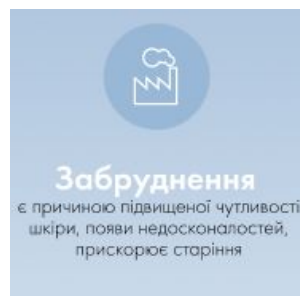 Забруднення
є причиною підвищеної чутливості
шкіри, появи недосконалостей,
прискорює старіння